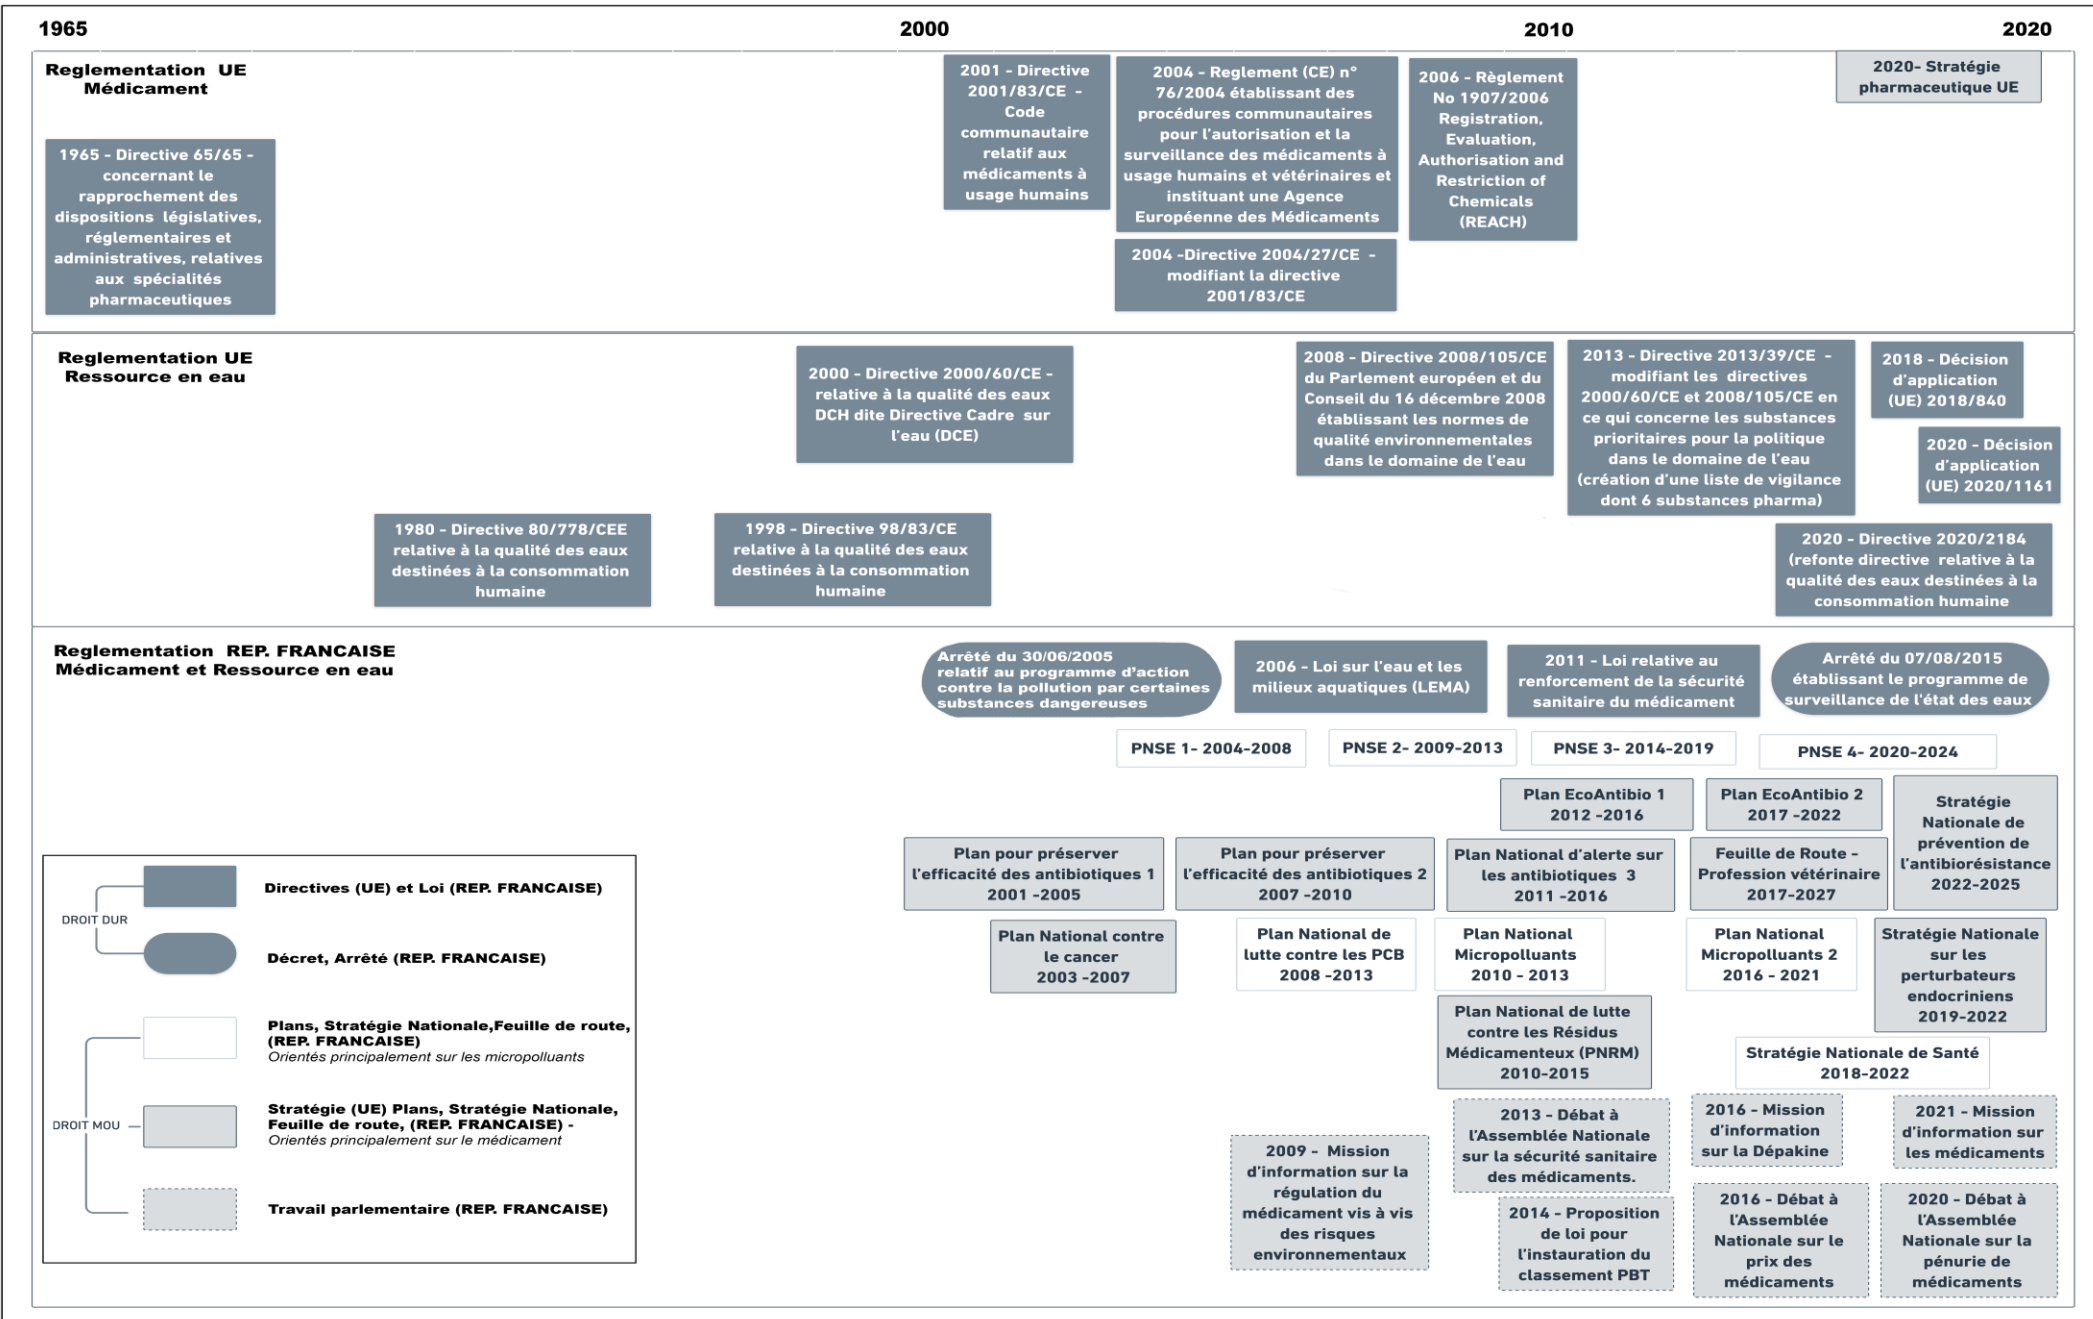 1965
2000
2010
2020
Reglementation  UE
Médicament
1965 - Directive 65/65 -
concernant le
rapprochement des
dispositions  législatives,
réglementaires et
administratives, relatives
aux  spécialités
pharmaceutiques
2001 - Directive
2001/83/CE  -
Code
communautaire
relatif aux
médicaments à
usage humains
2004 - Reglement (CE) n°
76/2004 établissant des
procédures communautaires
pour l'autorisation et la
surveillance des médicaments à
usage humains et vétérinaires et
instituant une Agence
Européenne des Médicaments
2004 -Directive 2004/27/CE  -
modifiant la directive
2001/83/CE
2006 - Règlement
No 1907/2006
Registration,
Evaluation,
Authorisation and
Restriction of
Chemicals
(REACH)
2020- Stratégie
pharmaceutique UE
Reglementation UE
Ressource en eau
1980 - Directive 80/778/CEE
relative à la qualité des eaux
destinées à la consommation
humaine
1998 - Directive 98/83/CE
relative à la qualité des eaux
destinées à la consommation
humaine
2000 - Directive 2000/60/CE -
relative à la qualité des eaux
DCH dite Directive Cadre  sur
l'eau (DCE)
2008 - Directive 2008/105/CE
du Parlement européen et du
Conseil du 16 décembre 2008
établissant les normes de
qualité environnementales
dans le domaine de l'eau
2013 - Directive 2013/39/CE  -
modifiant les  directives
2000/60/CE et 2008/105/CE en
ce qui concerne les substances
prioritaires pour la politique
dans le domaine de l'eau
(création d'une liste de vigilance
dont 6 substances pharma)
2018 - Décision
d'application
(UE) 2018/840
2020 - Décision
d'application
(UE) 2020/1161
2020 - Directive 2020/2184
(refonte directive  relative à la
qualité des eaux destinées à la
consommation humaine
Reglementation  REP. FRANCAISE
Médicament et Ressource en eau
Arrêté du 30/06/2005
relatif au programme d'action
contre la pollution par certaines
substances dangereuses
2006 - Loi sur l'eau et les
milieux aquatiques (LEMA)
2011 - Loi relative au
renforcement de la sécurité
sanitaire du médicament
Arrêté du 07/08/2015
établissant le programme de
surveillance de l'état des eaux
PNSE 1- 2004-2008
PNSE 2- 2009-2013
PNSE 3- 2014-2019
PNSE 4- 2020-2024
Plan EcoAntibio 1
2012 -2016
Plan EcoAntibio 2
2017 -2022
Stratégie
Nationale de
prévention de
l'antibiorésistance
2022-2025
Plan pour préserver
l'efficacité des antibiotiques 1
2001 -2005
Plan pour préserver
l'efficacité des antibiotiques 2
2007 -2010
Plan National d'alerte sur
les antibiotiques  3
2011 -2016
Feuille de Route -
Profession vétérinaire
2017-2027
Plan National contre
le cancer
2003 -2007
Plan National de
lutte contre les PCB
2008 -2013
Plan National
Micropolluants
2010 - 2013
Plan National
Micropolluants 2
2016 - 2021
Stratégie Nationale
sur les
perturbateurs
endocriniens
2019-2022
Plan National de lutte
contre les Résidus
Médicamenteux (PNRM)
2010-2015
Stratégie Nationale de Santé
2018-2022
2009 -  Mission
d'information sur la
régulation du
médicament vis à vis
des risques
environnementaux
2013 - Débat à
l'Assemblée Nationale
sur la sécurité sanitaire
des médicaments.
2014 - Proposition
de loi pour
l'instauration du
classement PBT
2016 - Mission
d'information
sur la Dépakine
2016 - Débat à
l'Assemblée
Nationale sur le
prix des
médicaments
2021 - Mission
d'information sur
les médicaments
2020 - Débat à
l'Assemblée
Nationale sur la
pénurie de
médicaments
DROIT DUR
Directives (UE) et Loi (REP. FRANCAISE)
Décret, Arrêté (REP. FRANCAISE)
DROIT MOU
Plans, Stratégie Nationale,Feuille de route,
(REP. FRANCAISE)
Orientés principalement sur les micropolluants
Stratégie (UE) Plans, Stratégie Nationale,
Feuille de route, (REP. FRANCAISE) -
Orientés principalement sur le médicament
Travail parlementaire (REP. FRANCAISE)